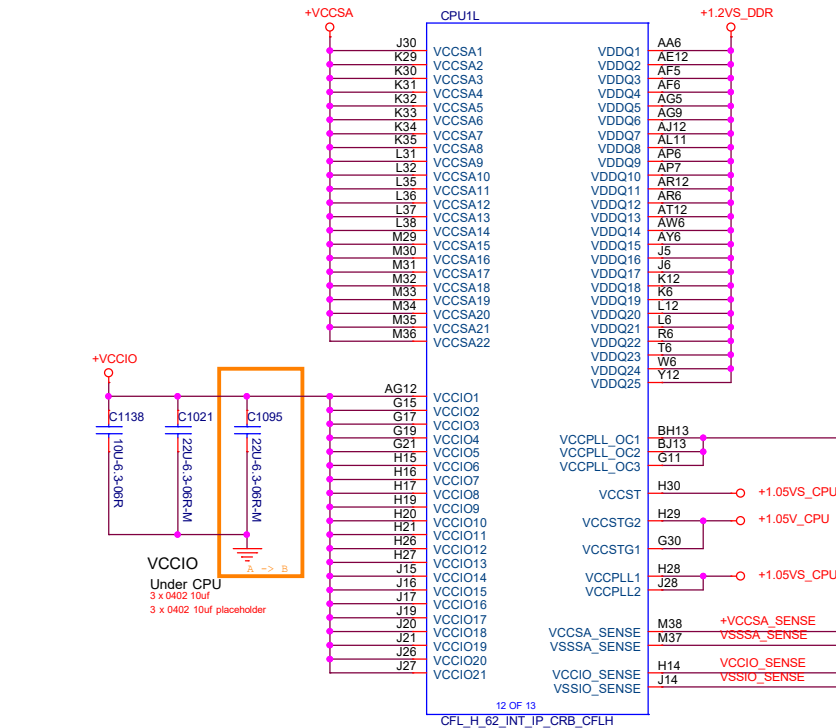 +VCCSA CPU1L +1.2VS_DDR
J30 VCCSA1 VDDQ1 AA6
K29 VCCSA2 VDDQ2 AE12
K30 VCCSA3 VDDQ3 AF5
K31 VCCSA4 VDDQ4 AF6
K32 VCCSA5 VDDQ5 AG5
K33 VCCSA6 VDDQ6 AG9
K34 VCCSA7 VDDQ7 AJ12
K35 VCCSA8 VDDQ8 AL11
L31 VCCSA9 VDDQ9 AP6
L32 VCCSA10 VDDQ10 AP7
L35 VCCSA11 VDDQ11 AR12
L36 VCCSA12 VDDQ12 AR6
L37 VCCSA13 VDDQ13 AT12
L38 VCCSA14 VDDQ14 AW6
M29 VCCSA15 VDDQ15 AY6
M30 VCCSA16 VDDQ16 J5
M31 VCCSA17 VDDQ17 J6
M32 VCCSA18 VDDQ18 K12
M33 VCCSA19 VDDQ19 K6
M34 VCCSA20 VDDQ20 L12
M35 VCCSA21 VDDQ21 L6
M36 VCCSA22 VDDQ22 R6
VDDQ23 T6
VDDQ24 W6
VDDQ25 Y12
+VCCIO
AG12 VCCIO1
G15 VCCIO2
G17 VCCIO3
G19 VCCIO4 VCCPLL_OC1 BH13
G21 VCCIO5 VCCPLL_OC2 BJ13
H15 VCCIO6 VCCPLL_OC3 G11
H16 VCCIO7
H17 VCCIO8 VCCST H30 +1.05VS_CPU
H19 VCCIO9
H20 VCCIO10 VCCSTG2 H29 +1.05V_CPU
H21 VCCIO11
H26 VCCIO12 VCCSTG1 G30
H27 VCCIO13
J15 VCCIO14 VCCPLL1 H28 +1.05VS_CPU
J16 VCCIO15 VCCPLL2 J28
J17 VCCIO16
J19 VCCIO17
J20 VCCIO18 VCCSA_SENSE M38 +VCCSA_SENSE
J21 VCCIO19 VSSSA_SENSE M37 VSSSA_SENSE
J26 VCCIO20
J27 VCCIO21 VCCIO_SENSE H14 VCCIO_SENSE
VSSIO_SENSE J14 VSSIO_SENSE
C1138 C1021 C1095
10U-6.3-06R 22U-6.3-06R-M 22U-6.3-06R-M
A -> B
VCCIO
Under CPU
3 x 0402 10uf
3 x 0402 10uf placeholder
12 OF 13
CFL_H_62_INT_IP_CRB_CFLH